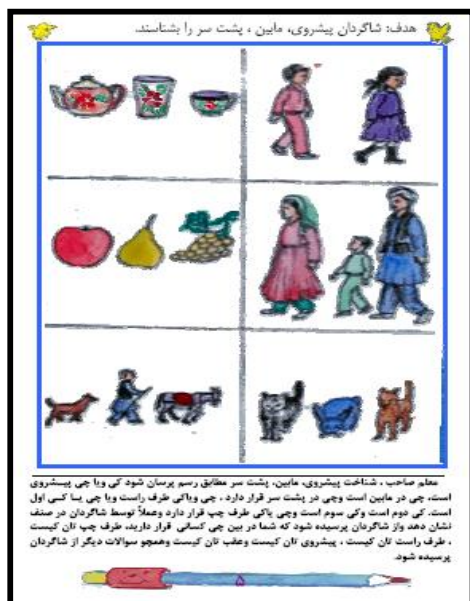 هدف: شاگردان پیشروی، مابین ، پشت سر را بشناسند.
معلم صاحب ، شناخت پیشروی، مابین، پشت سر مطابق رسم پرسان شود کی ویا چی پیشروی
است، چی در مابین است وچی در پشت سر قرار دارد ، چی ویاکی طرف راست ویا چی یا کسی اول
است. کی دوم است وکی سوم است وچی یاکی طرف چپ قرار دارد وعملاً توسط شاگردان در صنف
نشان دهد واز شاگردان پرسیده شود که شما در بین چی کسانی قرار دارید، طرف چپ تان کیست
، طرف راست تان کیست ، پیشروی تان کیست وعقب تان کیست وهمچو سوالات دیگر از شاگردان
پرسیده شود.
۵